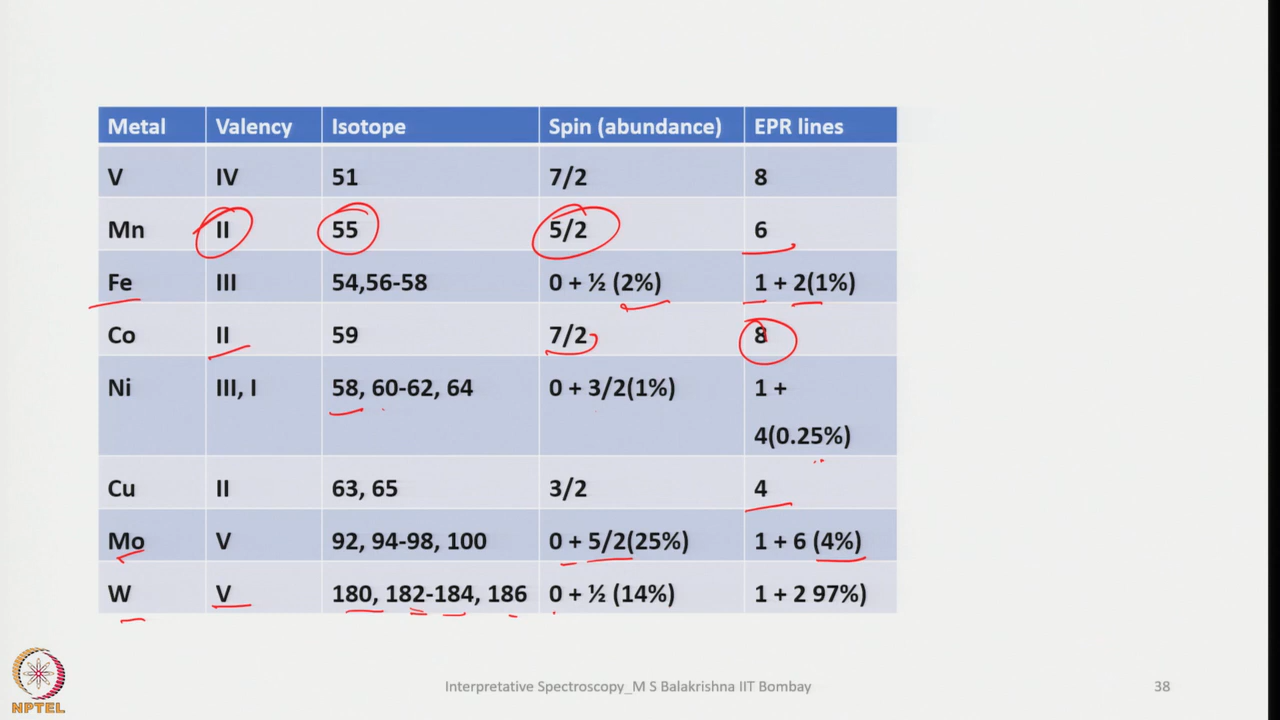 Metal Valency Isotope Spin (abundance) EPR lines
V IV 51 7/2 8
Mn II 55 5/2 6
Fe III 54,56-58 0 + ½ (2%) 1 + 2(1%)
Co II 59 7/2 8
Ni III, I 58, 60-62, 64 0 + 3/2(1%) 1 +
4(0.25%)
Cu II 63, 65 3/2 4
Mo V 92, 94-98, 100 0 + 5/2(25%) 1 + 6 (4%)
W V 180, 182-184, 186 0 + ½ (14%) 1 + 2 97%)
NPTEL
Interpretative Spectroscopy_M S Balakrishna IIT Bombay
38